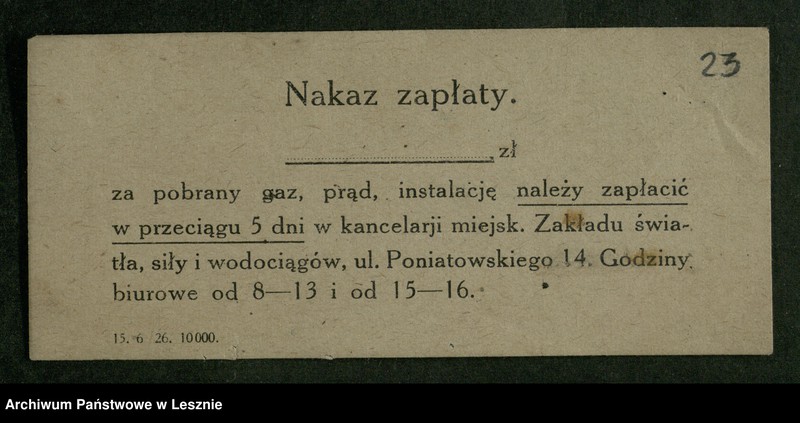 23
Nakaz zapłaty.
zł
za pobrany gaz, prąd, instalację należy zapłacić
w przeciągu 5 dni w kancelarji miejsk. Zakładu świa-
tła, siły i wodociągów, ul. Poniatowskiego 14. Godziny
biurowe od 8—13 i od 15—16.
15. 6 26. 10000.
Archiwum Państwowe w Lesznie